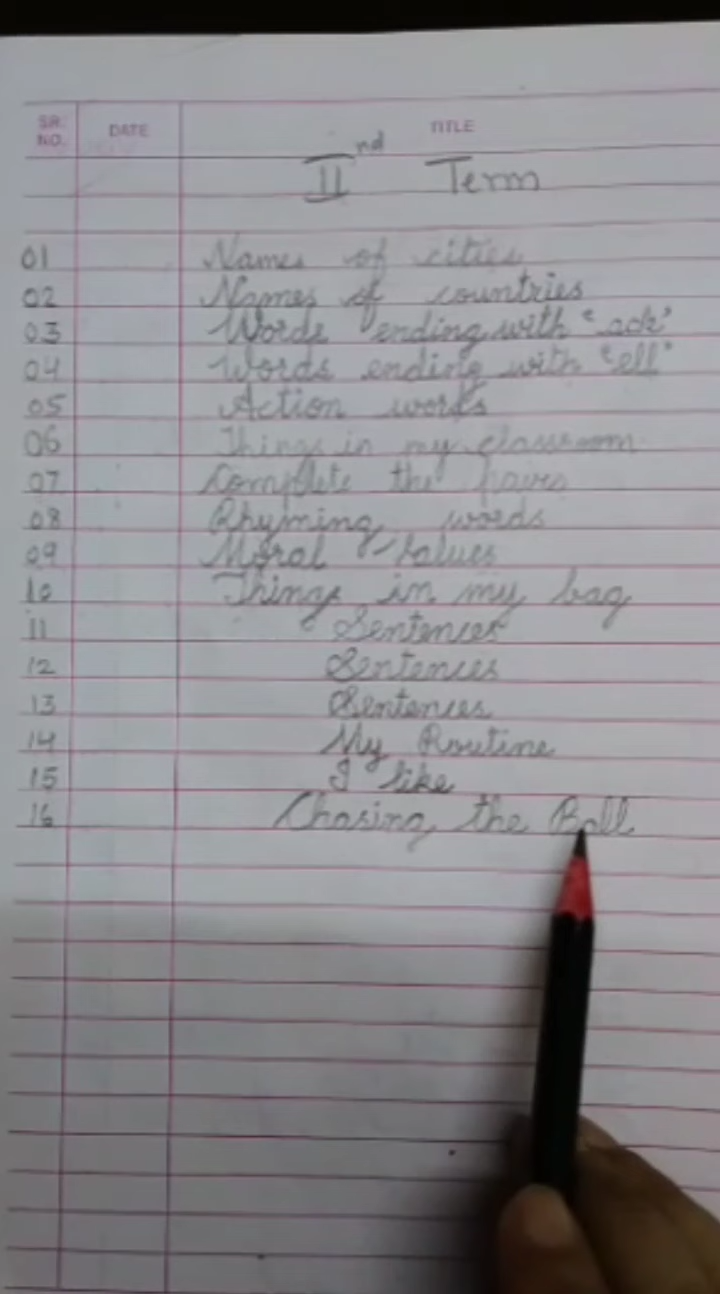 SR. NO. DATE TITLE
IInd Term
01 Names of cities
02 Names of countries
03 Words ending with "ack"
04 Words ending with "ell"
05 Action works
06 Things in my classroom
07 Complete the pairs
08 Rhyming words
09 Moral Values
10 Things in my bag
11 Sentences
12 Sentences
13 Sentences
14 My Routine
15 I like
16 Chasing the Ball